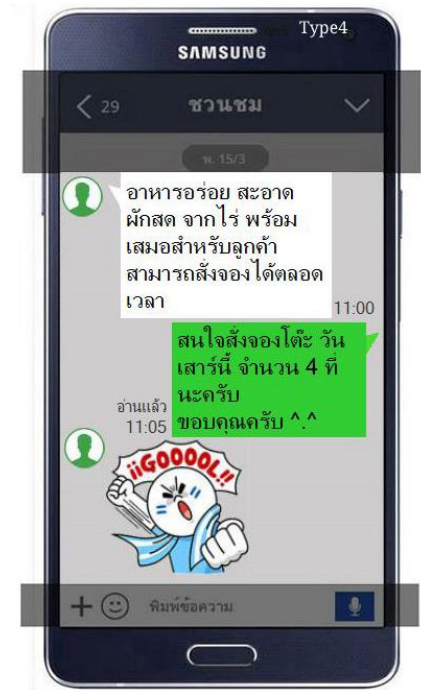 Type4
SAMSUNG
29 ชวนชม
พ. 15/3
อาหารอร่อย สะอาด
ผักสด จากไร่ พร้อม
เสมอสำหรับลูกค้า
สามารถสั่งจองได้ตลอด
เวลา
11:00
สนใจสั่งจองโต๊ะ วัน
เสาร์นี้ จำนวน 4 ที่
นะครับ
ขอบคุณครับ ^.^
อ่านแล้ว
11:05
¡¡GOOOOL!!
พิมพ์ข้อความ